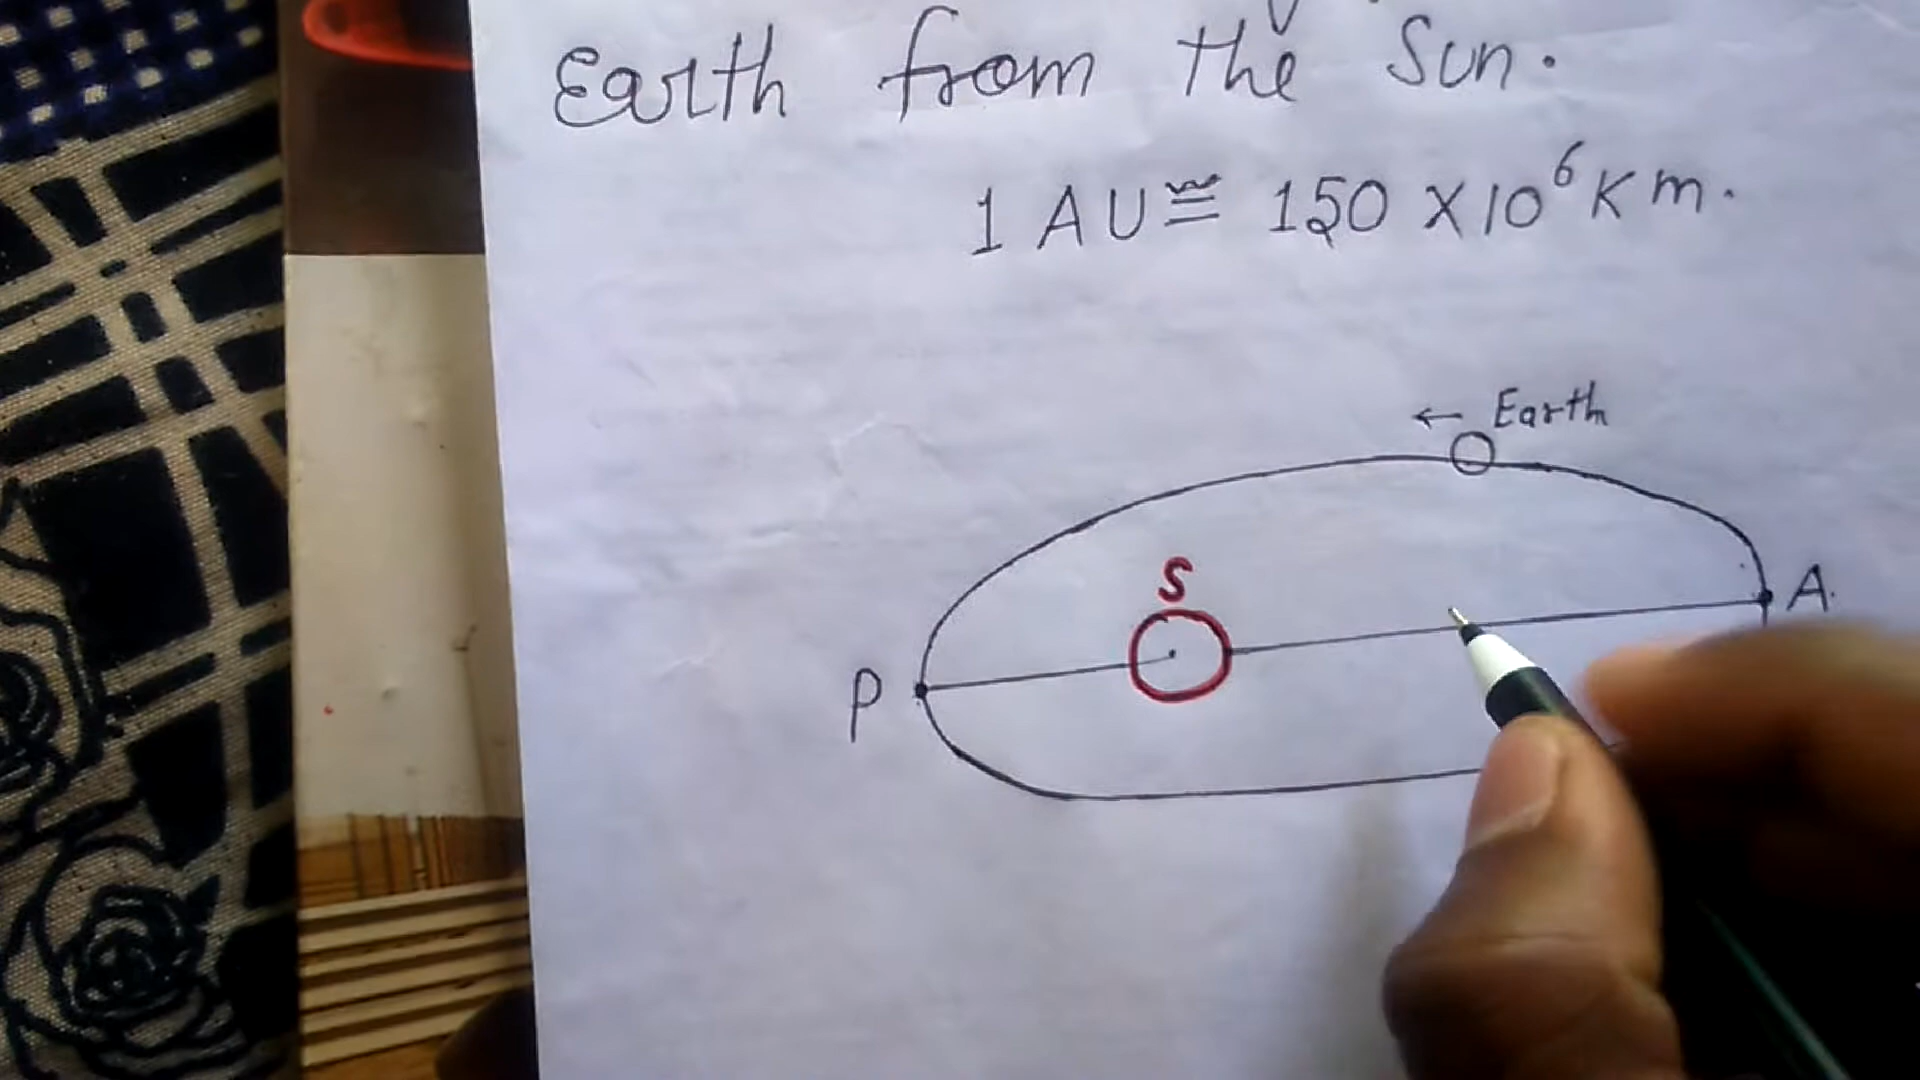 Earth from the Sun.
1 AU ≅ 150 X 10⁶ Km.
← Earth
S
A.
P